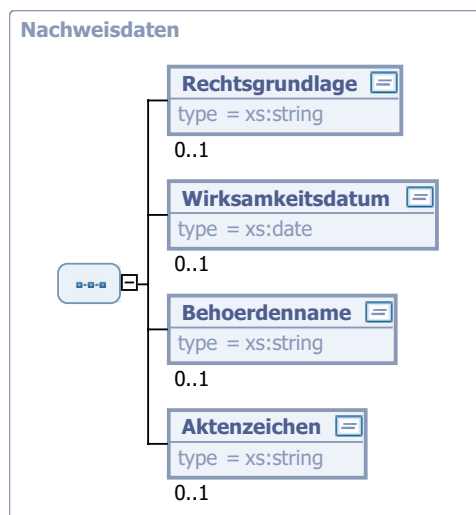 Nachweisdaten
Rechtsgrundlage
type = xs:string
0..1
Wirksamkeitsdatum
type = xs:date
0..1
Behoerdenname
type = xs:string
0..1
Aktenzeichen
type = xs:string
0..1